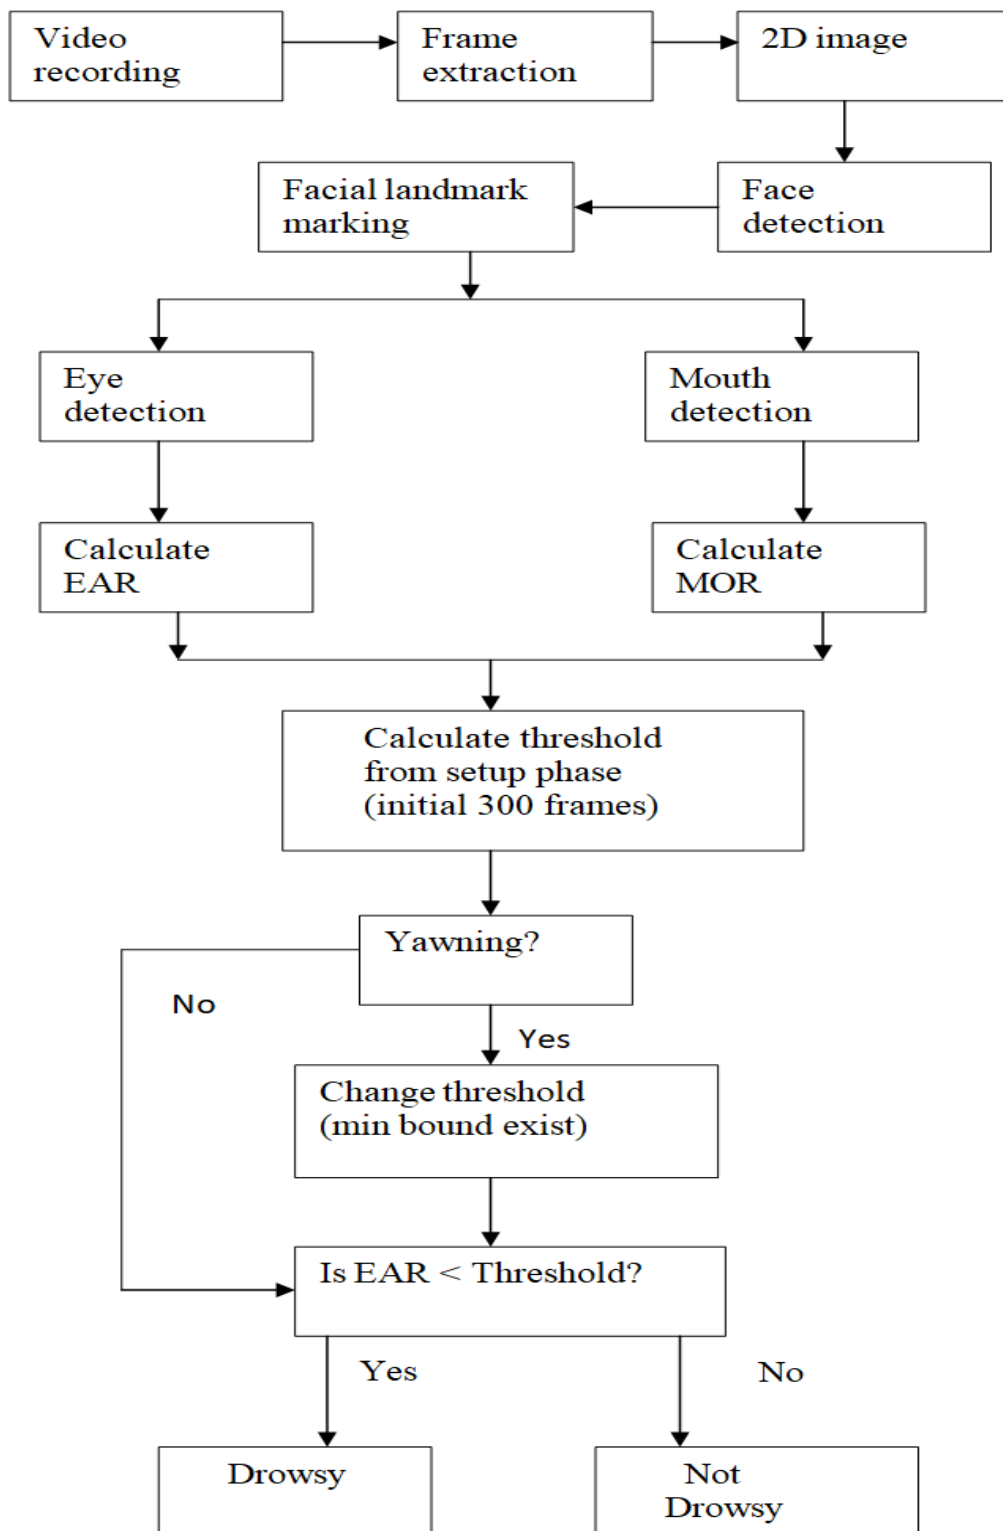 Video
recording
Frame
extraction
2D image
Facial landmark
marking
Face
detection
Eye
detection
Mouth
detection
Calculate
EAR
Calculate
MOR
Calculate threshold
from setup phase
(initial 300 frames)
Yawning?
No
Yes
Change threshold
(min bound exist)
Is EAR < Threshold?
Yes
No
Drowsy
Not
Drowsy